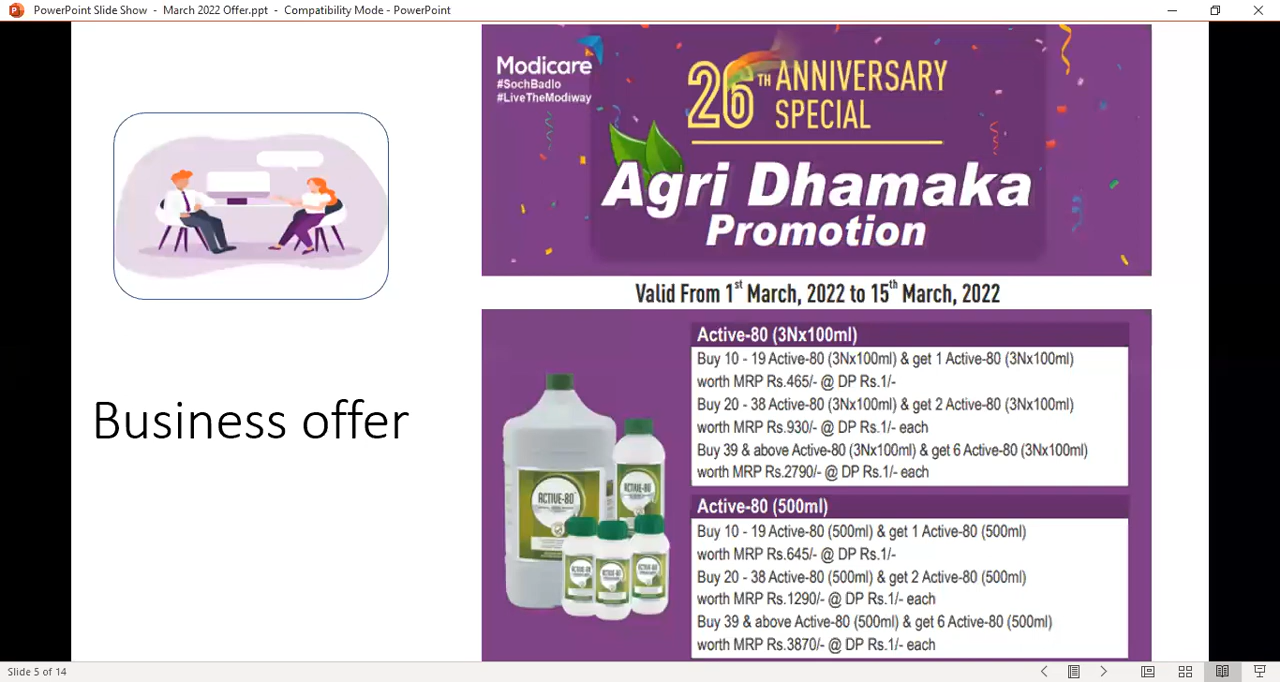 PowerPoint Slide Show - March 2022 Offer.ppt - Compatibility Mode - PowerPoint
Modicare
#SochBadlo
#LiveTheModiway
26TH ANNIVERSARY
SPECIAL
Agri Dhamaka
Promotion
Valid From 1st March, 2022 to 15th March, 2022
Business offer
ACTIVE-80
ACTIVE-80
ACTIVE-80
ACTIVE-80
ACTIVE-80
Active-80 (3Nx100ml)
Buy 10 - 19 Active-80 (3Nx100ml) & get 1 Active-80 (3Nx100ml)
worth MRP Rs.465/- @ DP Rs.1/-
Buy 20 - 38 Active-80 (3Nx100ml) & get 2 Active-80 (3Nx100ml)
worth MRP Rs.930/- @ DP Rs.1/- each
Buy 39 & above Active-80 (3Nx100ml) & get 6 Active-80 (3Nx100ml)
worth MRP Rs.2790/- @ DP Rs.1/- each
Active-80 (500ml)
Buy 10 - 19 Active-80 (500ml) & get 1 Active-80 (500ml)
worth MRP Rs.645/- @ DP Rs.1/-
Buy 20 - 38 Active-80 (500ml) & get 2 Active-80 (500ml)
worth MRP Rs.1290/- @ DP Rs.1/- each
Buy 39 & above Active-80 (500ml) & get 6 Active-80 (500ml)
worth MRP Rs.3870/- @ DP Rs.1/- each
Slide 5 of 14